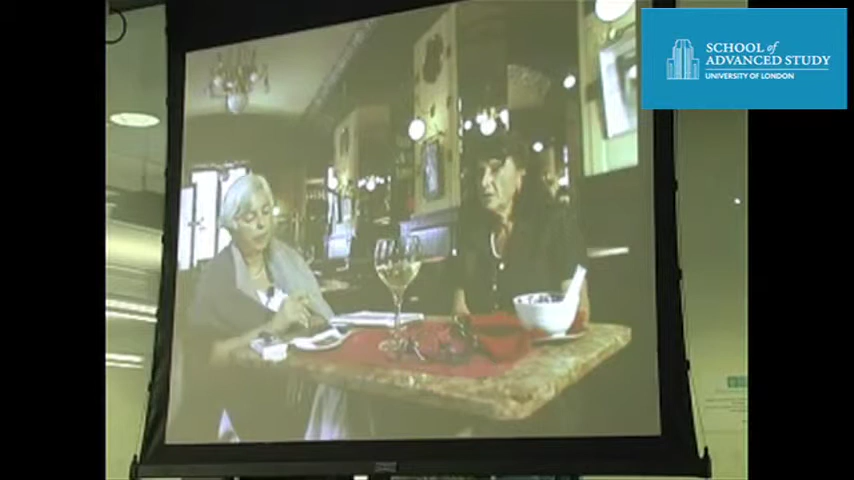 SCHOOL of
ADVANCED STUDY
UNIVERSITY OF LONDON